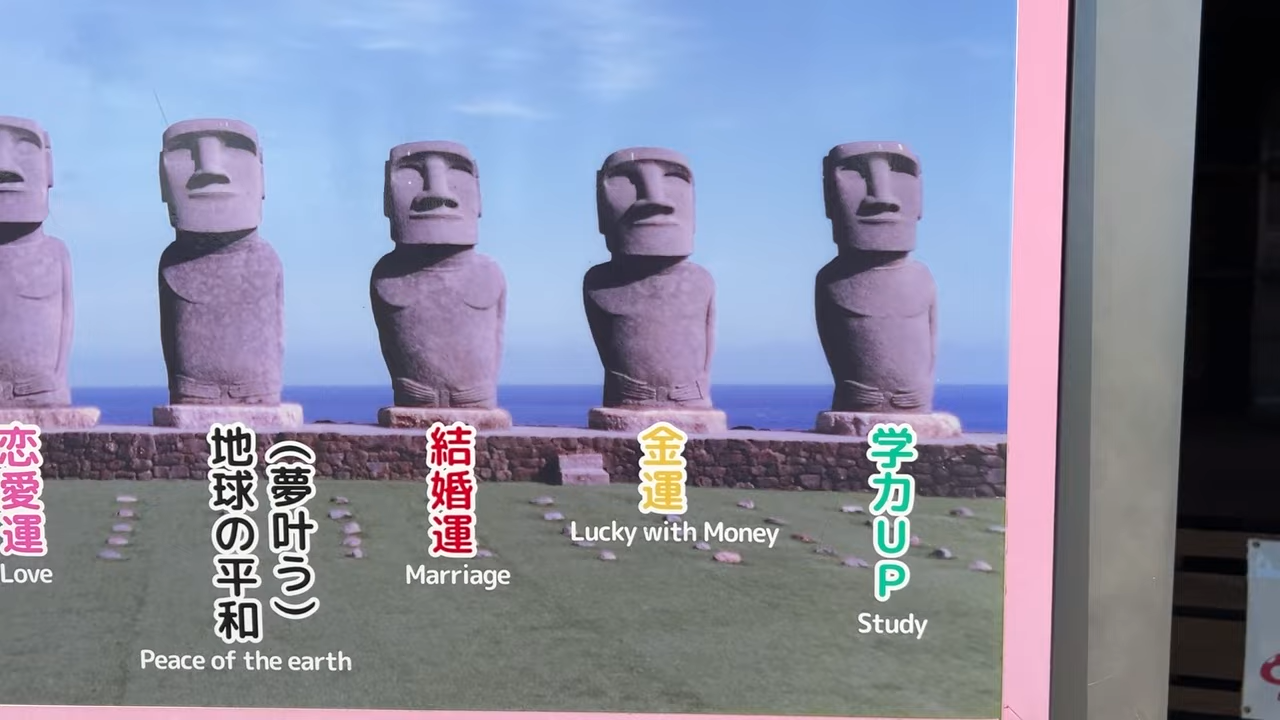 恋愛運
Love
(夢叶う)
地球の平和
Peace of the earth
結婚運
Marriage
金運
Lucky with Money
学力UP
Study